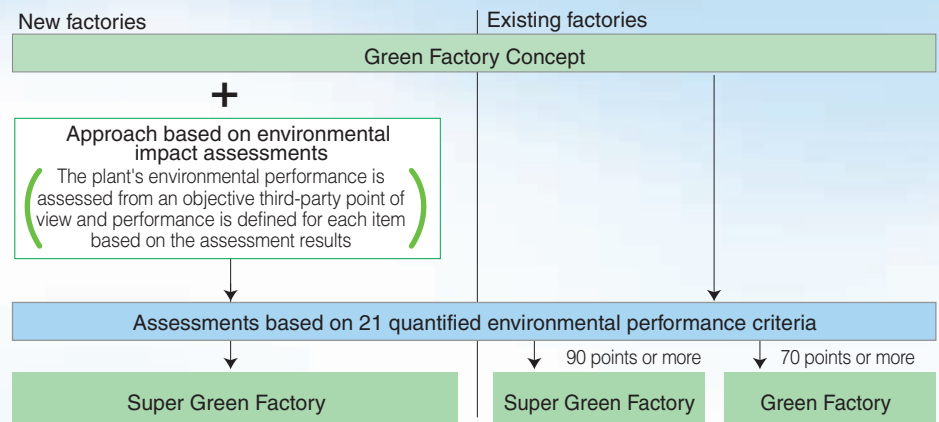 New factories
Existing factories
Green Factory Concept
+
Approach based on environmental
impact assessments
The plant's environmental performance is
assessed from an objective third-party point of
view and performance is defined for each item
based on the assessment results
Assessments based on 21 quantified environmental performance criteria
90 points or more
70 points or more
Super Green Factory
Super Green Factory
Green Factory